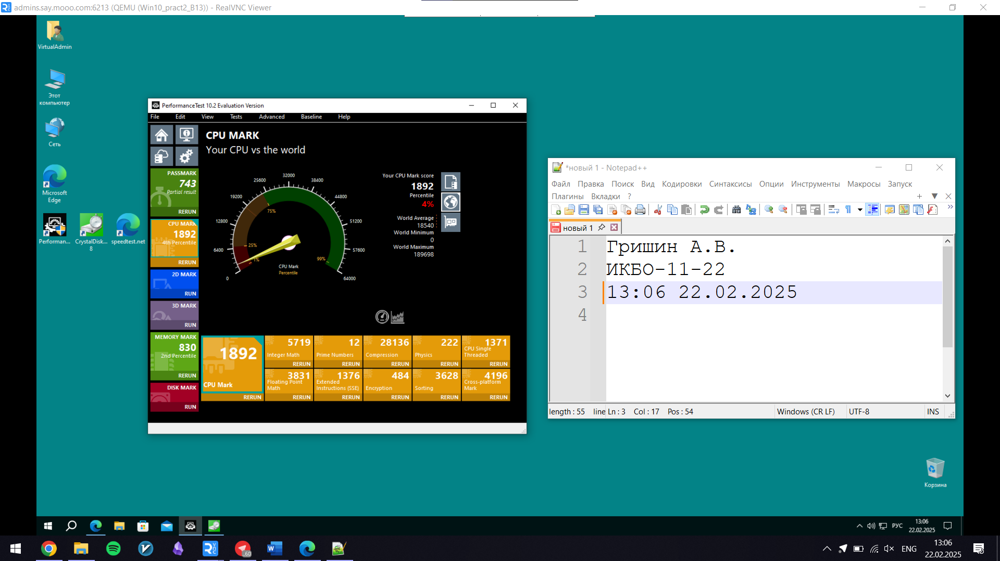 admins.say.mooo.com:6213 (QEMU (Win10_pract2_B13)) - RealVNC Viewer
VirtualAdmin
Этот компьютер
Сеть
Microsoft Edge
Performan...
CrystalDisk... 8
speedtest.net
PerformanceTest 10.2 Evaluation Version
File Edit View Tests Advanced Baseline Help
CPU MARK
Your CPU vs the world
PASSMARK
743
Partial result
RERUN
CPU MARK
1892
4th Percentile
RERUN
2D MARK
RUN
3D MARK
RUN
MEMORY MARK
830
2nd Percentile
RERUN
DISK MARK
RUN
0
6400
12800
19200
25600
32000
38400
44800
51200
57600
64000
1%
25%
75%
99%
CPU Mark
Percentile
Your CPU Mark score
1892
Percentile
4%
World Average
18540
World Minimum
0
World Maximum
189698
1892
CPU Mark
RERUN
5719
Integer Math
RERUN
12
Prime Numbers
RERUN
28136
Compression
RERUN
222
Physics
RERUN
1371
CPU Single Threaded
RERUN
3831
Floating Point Math
RERUN
1376
Extended Instructions (SSE)
RERUN
484
Encryption
RERUN
3628
Sorting
RERUN
4196
Cross-platform Mark
RERUN
*новый 1 - Notepad++
Файл Правка Поиск Вид Кодировки Синтаксисы Опции Инструменты Макросы Запуск
Плагины Вкладки ?
новый 1
1 Гришин А.В.
2 ИКБО-11-22
3 13:06 22.02.2025
4
length : 55 line Ln : 3 Col : 17 Pos : 54 Windows (CR LF) UTF-8 INS
Корзина
РУС
13:06
22.02.2025
60
ENG
13:06
22.02.2025